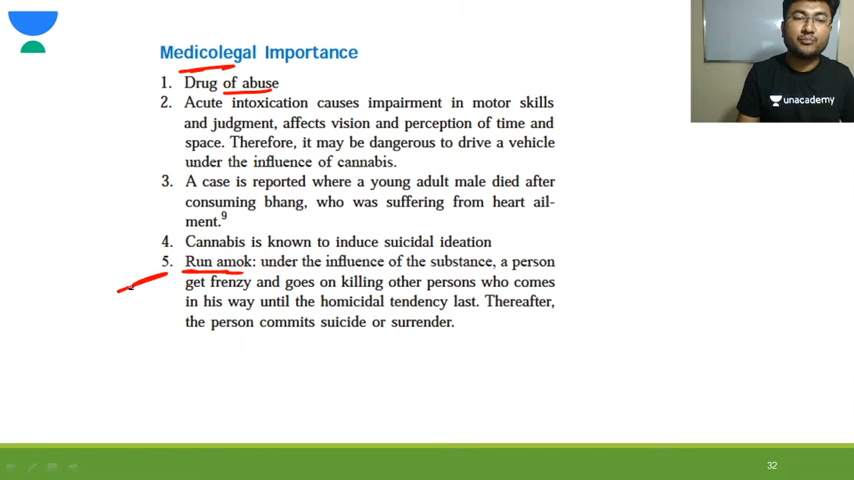 Medicolegal Importance
1. Drug of abuse
2. Acute intoxication causes impairment in motor skills
and judgment, affects vision and perception of time and
space. Therefore, it may be dangerous to drive a vehicle
under the influence of cannabis.
3. A case is reported where a young adult male died after
consuming bhang, who was suffering from heart ail-
ment.9
4. Cannabis is known to induce suicidal ideation
5. Run amok: under the influence of the substance, a person
get frenzy and goes on killing other persons who comes
in his way until the homicidal tendency last. Thereafter,
the person commits suicide or surrender.
unacademy
32